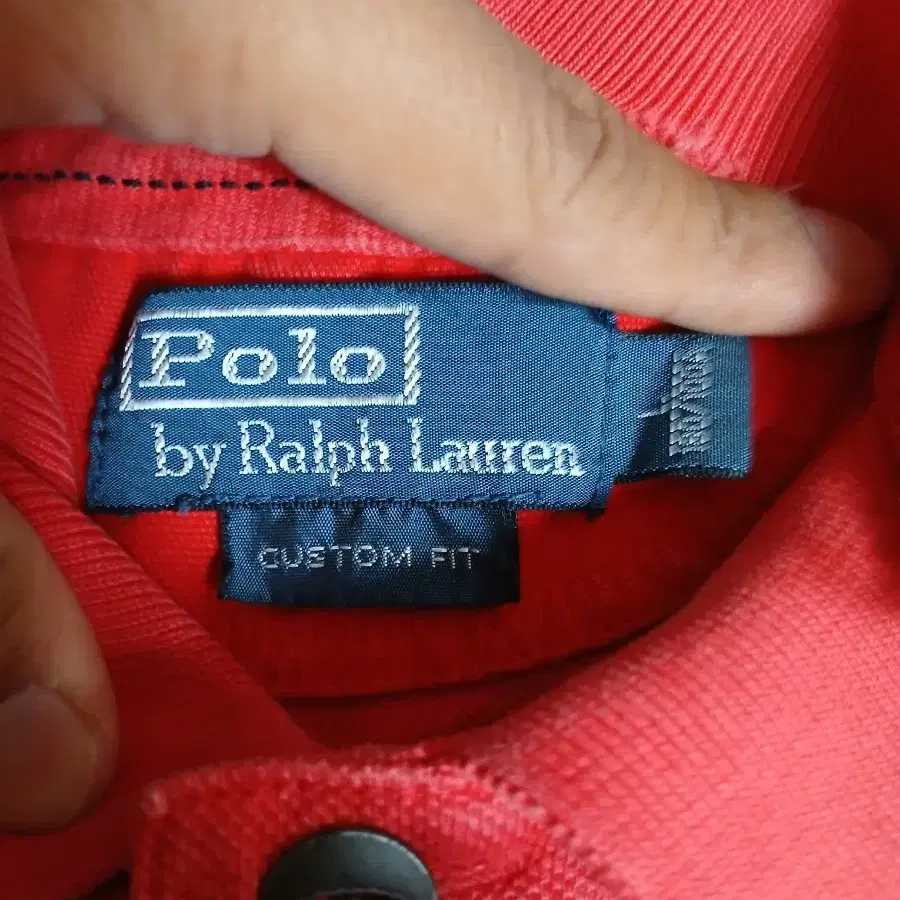 Polo
by Ralph Lauren
L
CUSTOM FIT